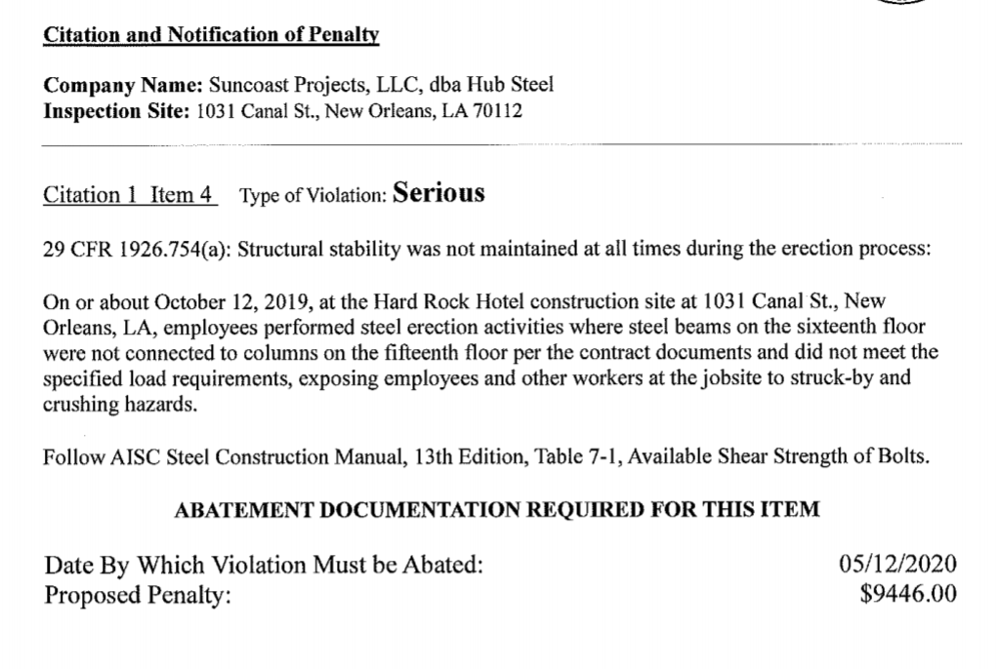 Citation and Notification of Penalty
Company Name: Suncoast Projects, LLC, dba Hub Steel
Inspection Site: 1031 Canal St., New Orleans, LA 70112
Citation 1 Item 4 Type of Violation: Serious
29 CFR 1926.754(a): Structural stability was not maintained at all times during the erection process:
On or about October 12, 2019, at the Hard Rock Hotel construction site at 1031 Canal St., New
Orleans, LA, employees performed steel erection activities where steel beams on the sixteenth floor
were not connected to columns on the fifteenth floor per the contract documents and did not meet the
specified load requirements, exposing employees and other workers at the jobsite to struck-by and
crushing hazards.
Follow AISC Steel Construction Manual, 13th Edition, Table 7-1, Available Shear Strength of Bolts.
ABATEMENT DOCUMENTATION REQUIRED FOR THIS ITEM
Date By Which Violation Must be Abated: 05/12/2020
Proposed Penalty: $9446.00